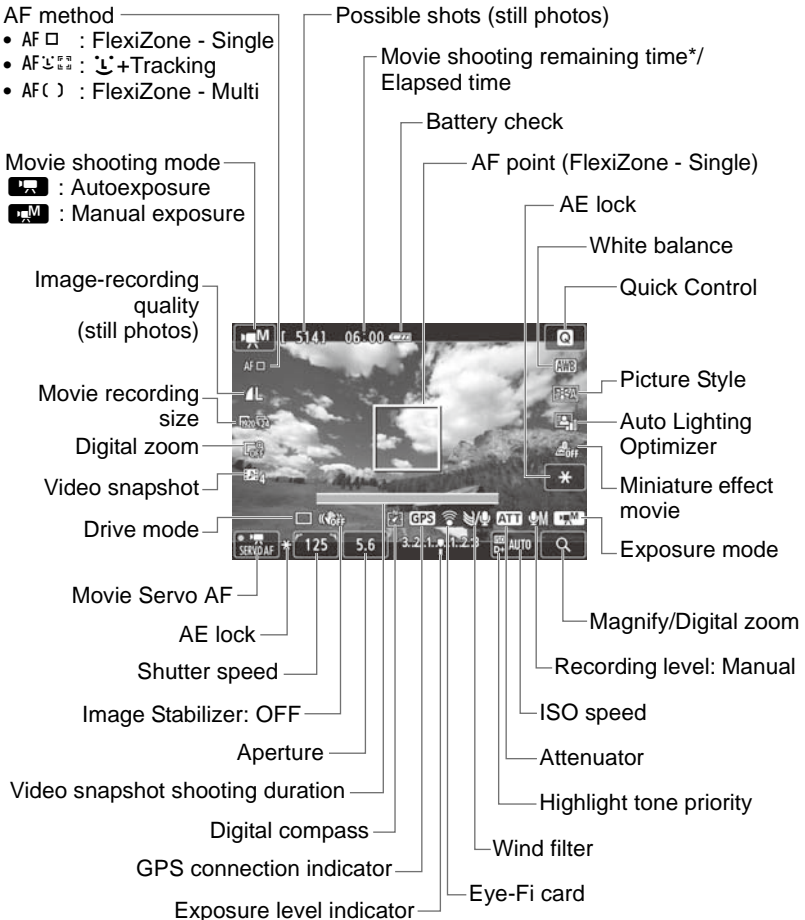 AF method
• AF □ : FlexiZone - Single
• AF : +Tracking
• AF( ) : FlexiZone - Multi
Possible shots (still photos)
Movie shooting remaining time*/
Elapsed time
Battery check
Movie shooting mode
: Autoexposure
M : Manual exposure
AF point (FlexiZone - Single)
AE lock
White balance
Quick Control
Image-recording
quality
(still photos)
M [ 514] 06:00 Q
AF □ AWB
L
Movie recording
size
Picture Style
Auto Lighting
Optimizer
Digital zoom
OFF OFF
Video snapshot
4
Miniature effect
movie
Drive mode
OFF GPS ATT M M
Exposure mode
SERVO AF 125 5.6 3..2..1..1..2..3 D+ AUTO
Movie Servo AF
AE lock
Magnify/Digital zoom
Shutter speed
Recording level: Manual
Image Stabilizer: OFF
ISO speed
Aperture
Attenuator
Video snapshot shooting duration
Highlight tone priority
Digital compass
Wind filter
GPS connection indicator
Eye-Fi card
Exposure level indicator